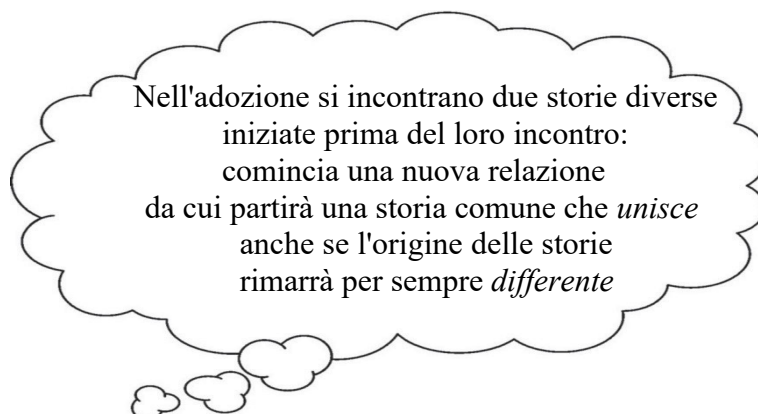 Nell'adozione si incontrano due storie diverse
iniziate prima del loro incontro:
comincia una nuova relazione
da cui partirà una storia comune che unisce
anche se l'origine delle storie
rimarrà per sempre differente